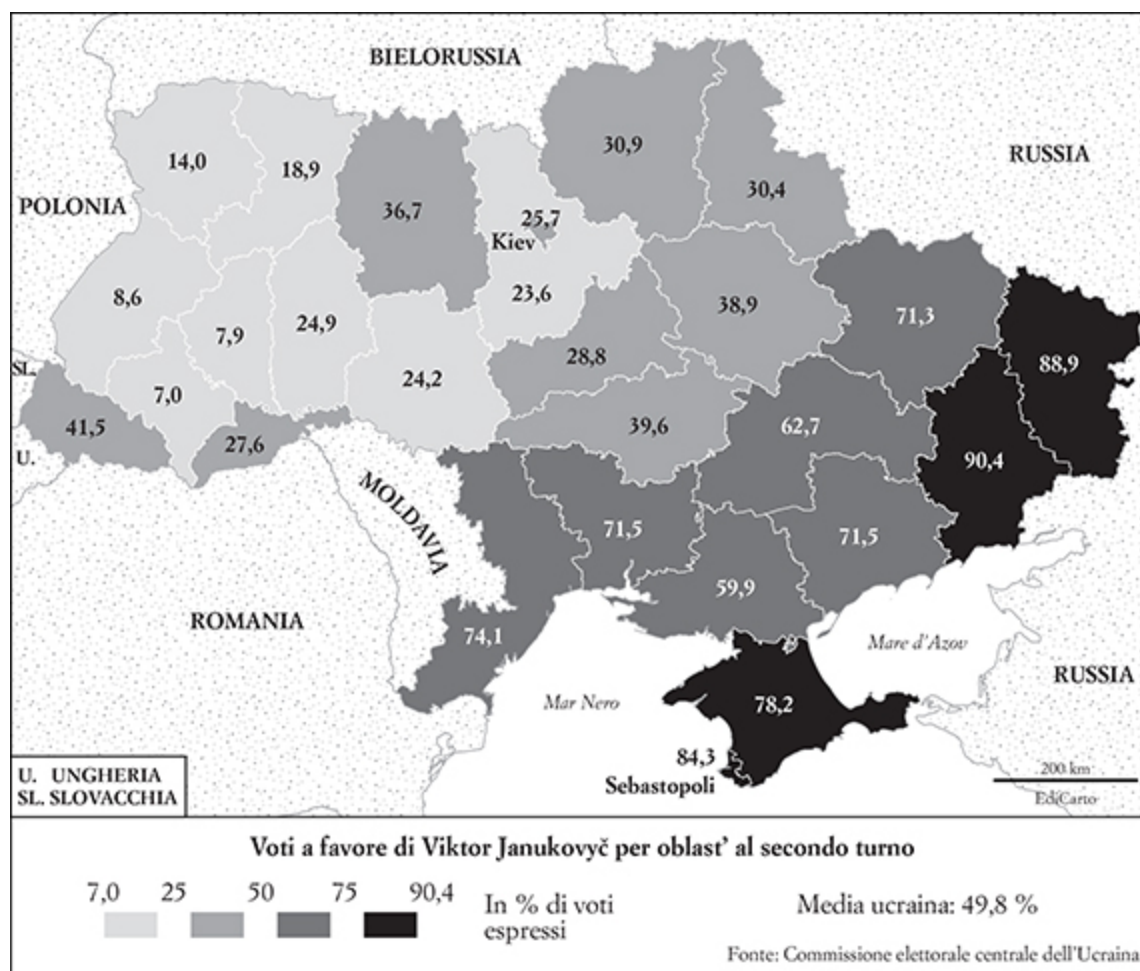 BIELORUSSIA
RUSSIA
POLONIA
14,0
18,9
36,7
30,9
30,4
25,7
Kiev
23,6
8,6
7,9
24,9
38,9
71,3
88,9
SL.
7,0
24,2
28,8
41,5
27,6
39,6
62,7
90,4
U.
MOLDAVIA
71,5
71,5
59,9
ROMANIA
74,1
Mare d'Azov
RUSSIA
Mar Nero
78,2
84,3
Sebastopoli
U. UNGHERIA
SL. SLOVACCHIA
200 km
EdiCarto
Voti a favore di Viktor Janukovyč per oblast’ al secondo turno
7,0 25 50 75 90,4
In % di voti
espressi
Media ucraina: 49,8 %
Fonte: Commissione elettorale centrale dell'Ucraina